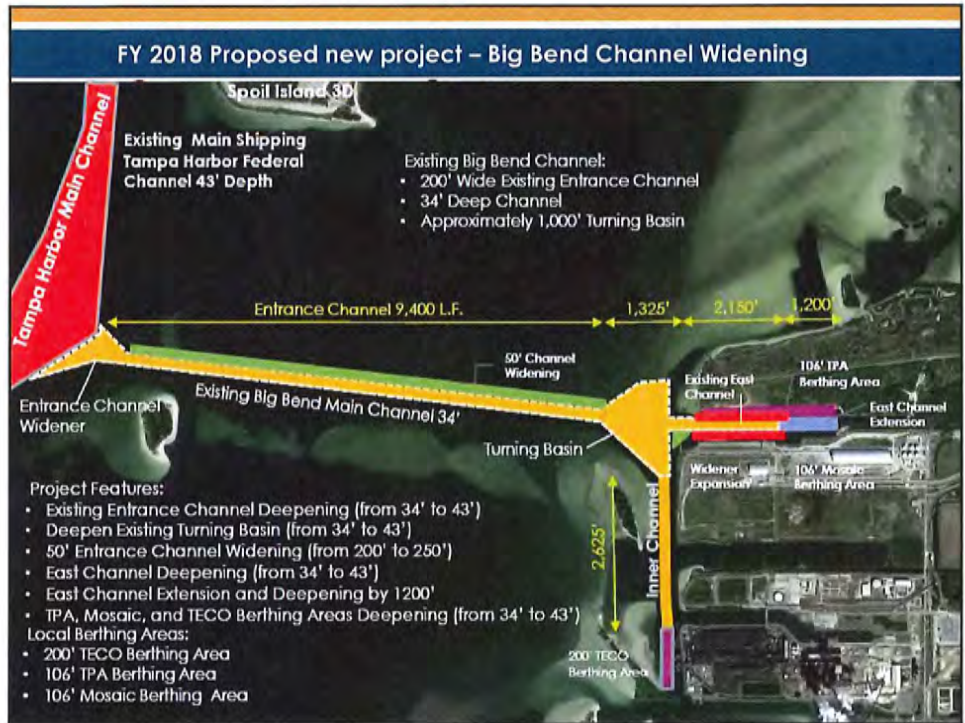 FY 2018 Proposed new project – Big Bend Channel Widening
Spoil Island 3D
Tampa Harbor Main Channel
Existing Main Shipping
Tampa Harbor Federal
Channel 43' Depth
Existing Big Bend Channel:
• 200' Wide Existing Entrance Channel
• 34' Deep Channel
• Approximately 1,000' Turning Basin
Entrance Channel 9,400 L.F.
1,325'
2,150'
1,200'
50' Channel
Widening
106' TPA
Berthing Area
Existing East
Channel
Existing Big Bend Main Channel 34'
East Channel
Extension
Entrance Channel
Widener
Turning Basin
Widener
Expansion
106' Mosaic
Berthing Area
Inner Channel
2,625'
200' TECO
Berthing Area
Project Features:
• Existing Entrance Channel Deepening (from 34' to 43')
• Deepen Existing Turning Basin (from 34' to 43')
• 50' Entrance Channel Widening (from 200' to 250')
• East Channel Deepening (from 34' to 43')
• East Channel Extension and Deepening by 1200'
• TPA, Mosaic, and TECO Berthing Areas Deepening (from 34' to 43')
Local Berthing Areas:
• 200' TECO Berthing Area
• 106' TPA Berthing Area
• 106' Mosaic Berthing Area